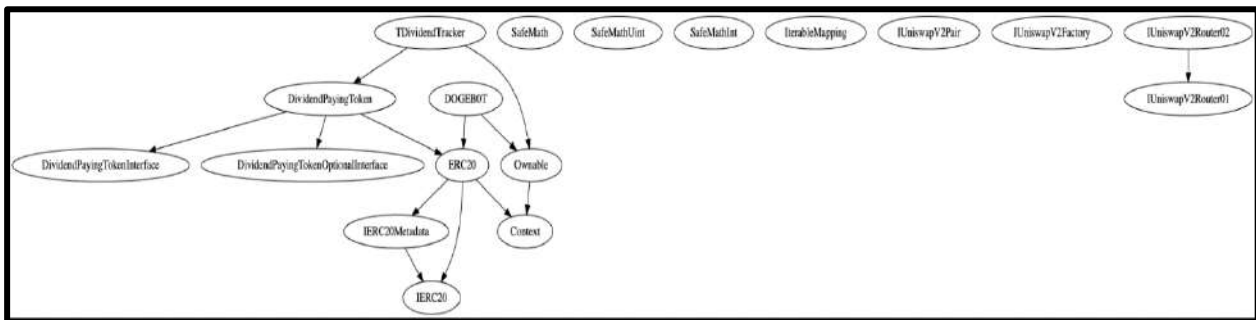 TDividendTracker SafeMath SafeMathUint SafeMathInt IterableMapping IUniswapV2Pair IUniswapV2Factory IUniswapV2Router02
DividendPayingToken DOGEBOT IUniswapV2Router01
DividendPayingTokenInterface DividendPayingTokenOptionalInterface ERC20 Ownable
IERC20Metadata Context
IERC20